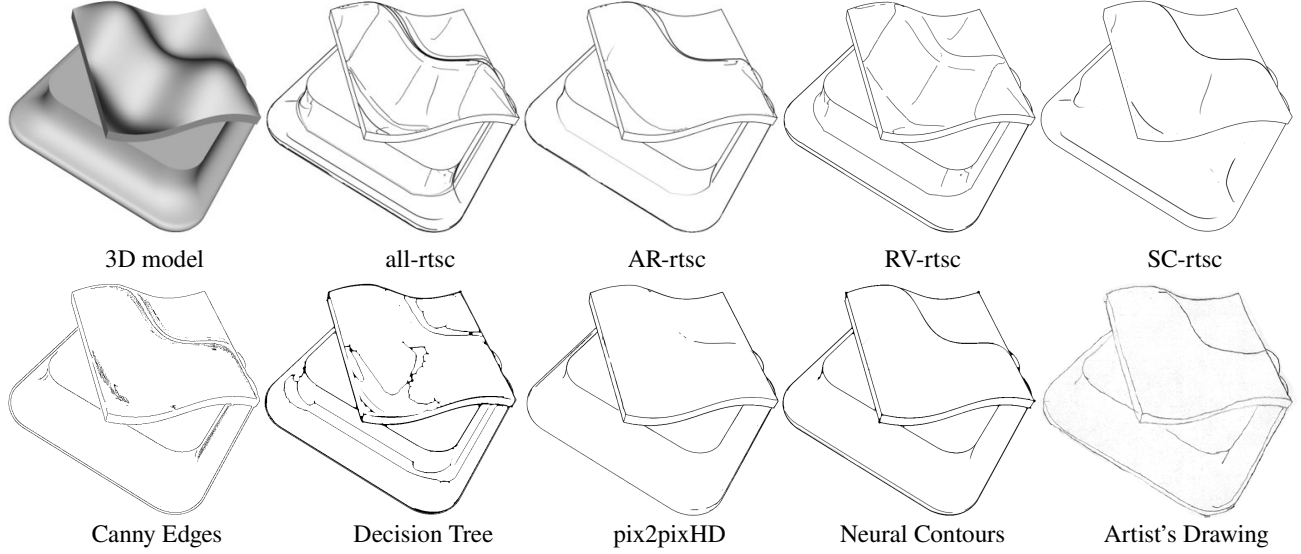 3D model all-rtsc AR-rtsc RV-rtsc SC-rtsc
Canny Edges Decision Tree pix2pixHD Neural Contours Artist's Drawing